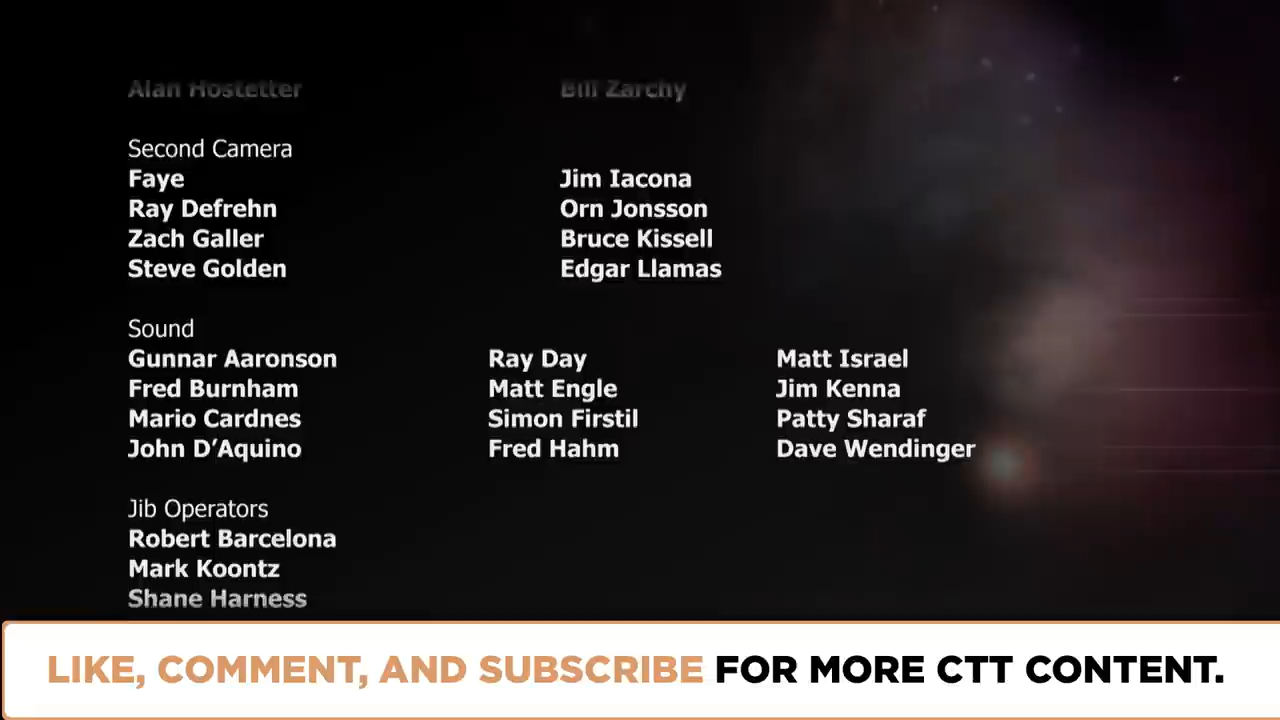 Alan Hostetter Bill Zarchy
Second Camera
Faye Jim Iacona
Ray Defrehn Orn Jonsson
Zach Galler Bruce Kissell
Steve Golden Edgar Llamas
Sound
Gunnar Aaronson Ray Day Matt Israel
Fred Burnham Matt Engle Jim Kenna
Mario Cardnes Simon Firstil Patty Sharaf
John D’Aquino Fred Hahm Dave Wendinger
Jib Operators
Robert Barcelona
Mark Koontz
Shane Harness
LIKE, COMMENT, AND SUBSCRIBE FOR MORE CTT CONTENT.